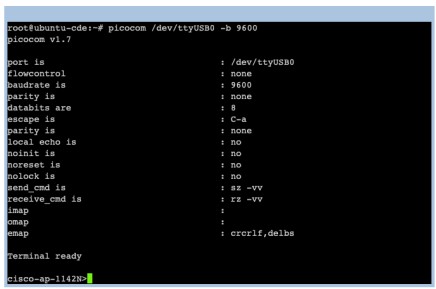 root@ubuntu-cde:~# picocom /dev/ttyUSB0 -b 9600
picocom v1.7
port is : /dev/ttyUSB0
flowcontrol : none
baudrate is : 9600
parity is : none
databits are : 8
escape is : C-a
parity is : none
local echo is : no
noinit is : no
noreset is : no
nolock is : no
send_cmd is : sz -vv
receive_cmd is : rz -vv
imap :
omap :
emap : crcrlf,delbs
Terminal ready
cisco-ap-1142N>